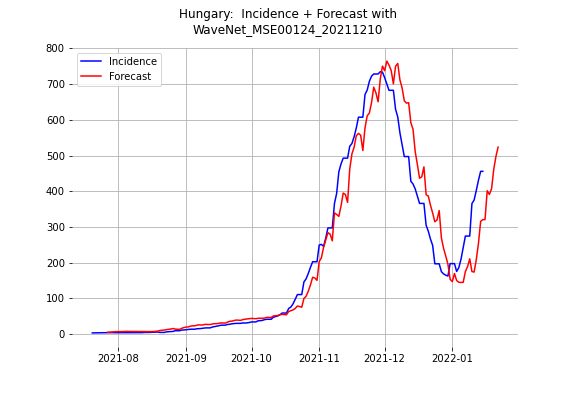 Hungary:  Incidence + Forecast with
WaveNet_MSE00124_20211210
800
700
600
500
400
300
200
100
0
Incidence
Forecast
2021-08 2021-09 2021-10 2021-11 2021-12 2022-01